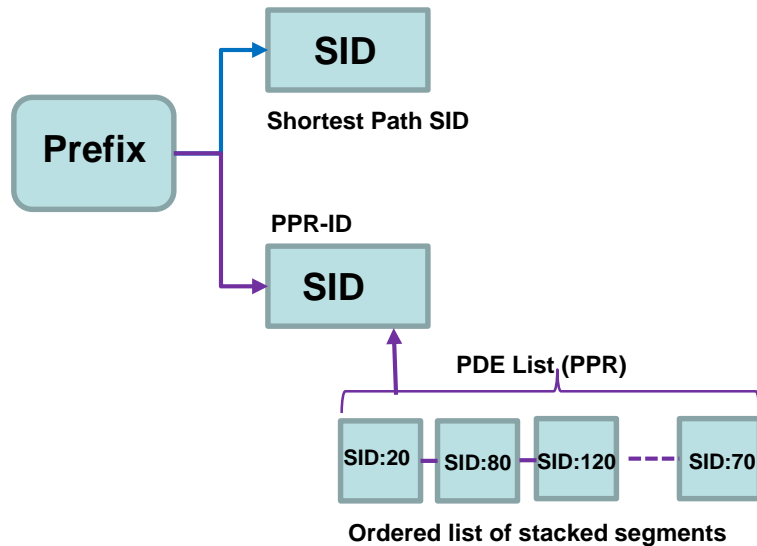 SID
Shortest Path SID
Prefix
PPR-ID
SID
PDE List (PPR)
SID:20
SID:80
SID:120
SID:70
Ordered list of stacked segments